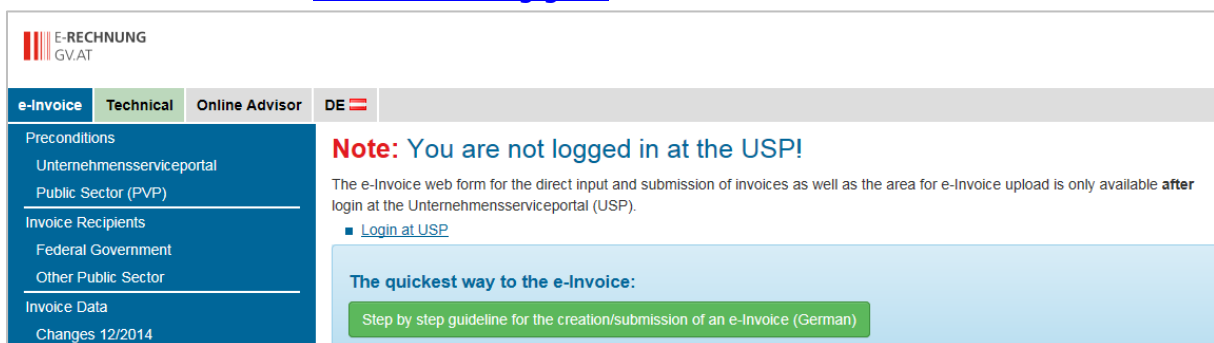 E-RECHNUNG
GV.AT
e-Invoice Technical Online Advisor DE
Preconditions
Unternehmensserviceportal
Public Sector (PVP)
Invoice Recipients
Federal Government
Other Public Sector
Invoice Data
Changes 12/2014
Note: You are not logged in at the USP!
The e-Invoice web form for the direct input and submission of invoices as well as the area for e-Invoice upload is only available after
login at the Unternehmensserviceportal (USP).
Login at USP
The quickest way to the e-Invoice:
Step by step guideline for the creation/submission of an e-Invoice (German)